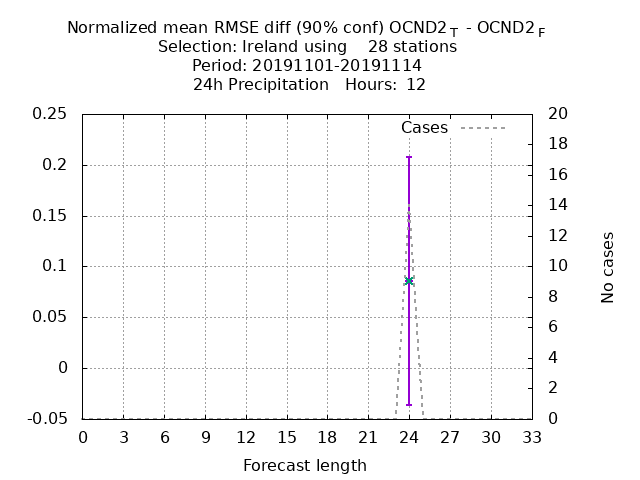 Normalized mean RMSE diff (90% conf) OCND2T - OCND2F
Selection: Ireland using 28 stations
Period: 20191101-20191114
24h Precipitation Hours: 12
Cases
0.25
0.2
0.15
0.1
0.05
0
-0.05
20
18
16
14
12
10
8
6
4
2
0
No cases
0 3 6 9 12 15 18 21 24 27 30 33
Forecast length